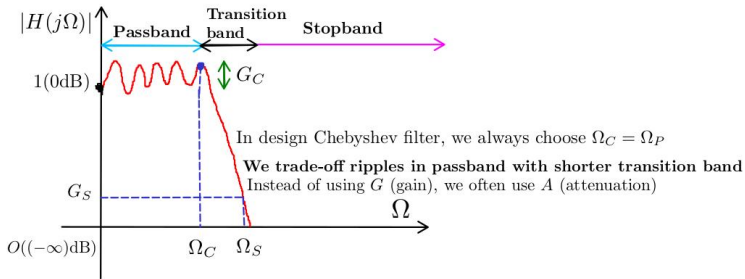 |H(jΩ)|
Passband
Transition
band
Stopband
1(0dB)
G_C
In design Chebyshev filter, we always choose Ω_C = Ω_P
We trade-off ripples in passband with shorter transition band
Instead of using G (gain), we often use A (attenuation)
G_S
Ω
O((−∞)dB)
Ω_C
Ω_S